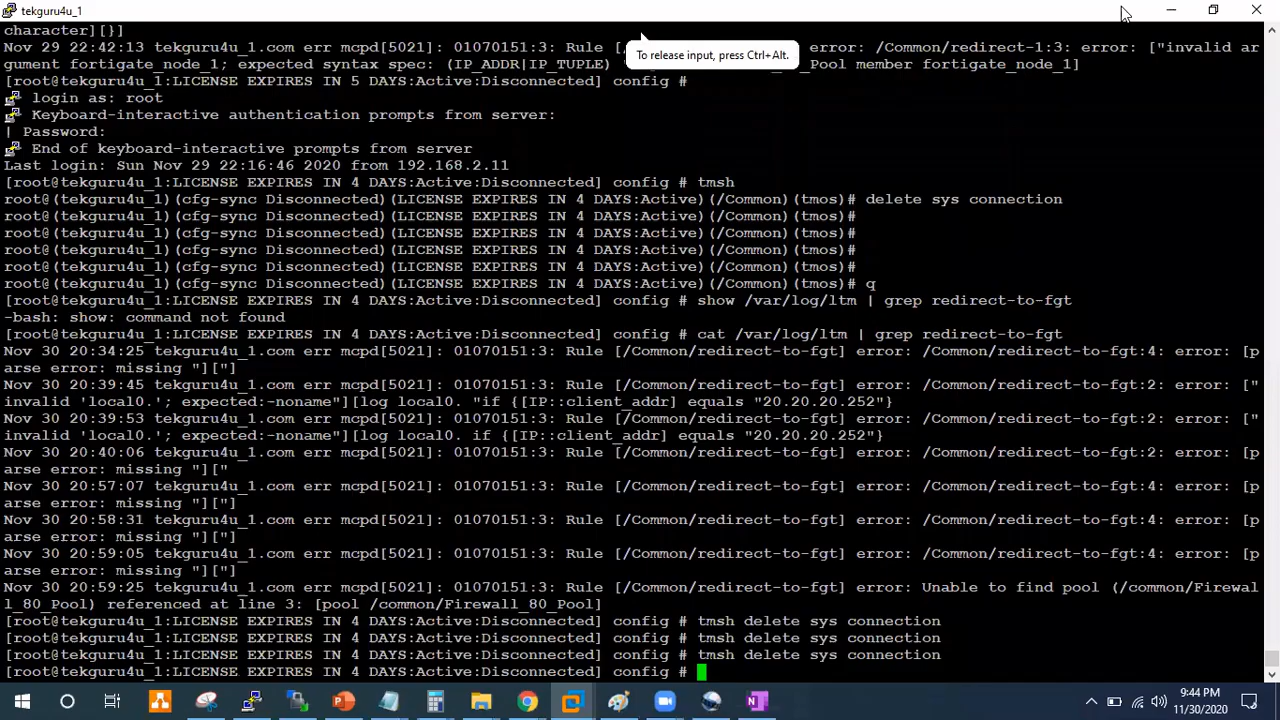 tekguru4u_1
character][}]
Nov 29 22:42:13 tekguru4u_1.com err mcpd[5021]: 01070151:3: Rule [/ error: /Common/redirect-1:3: error: ["invalid ar
gument fortigate_node_1; expected syntax spec: (IP_ADDR|IP_TUPLE) _Pool member fortigate_node_1]
To release input, press Ctrl+Alt.
[root@tekguru4u_1:LICENSE EXPIRES IN 5 DAYS:Active:Disconnected] config #
login as: root
Keyboard-interactive authentication prompts from server:
| Password:
End of keyboard-interactive prompts from server
Last login: Sun Nov 29 22:16:46 2020 from 192.168.2.11
[root@tekguru4u_1:LICENSE EXPIRES IN 4 DAYS:Active:Disconnected] config # tmsh
root@(tekguru4u_1)(cfg-sync Disconnected)(LICENSE EXPIRES IN 4 DAYS:Active)(/Common)(tmos)# delete sys connection
root@(tekguru4u_1)(cfg-sync Disconnected)(LICENSE EXPIRES IN 4 DAYS:Active)(/Common)(tmos)#
root@(tekguru4u_1)(cfg-sync Disconnected)(LICENSE EXPIRES IN 4 DAYS:Active)(/Common)(tmos)#
root@(tekguru4u_1)(cfg-sync Disconnected)(LICENSE EXPIRES IN 4 DAYS:Active)(/Common)(tmos)#
root@(tekguru4u_1)(cfg-sync Disconnected)(LICENSE EXPIRES IN 4 DAYS:Active)(/Common)(tmos)#
root@(tekguru4u_1)(cfg-sync Disconnected)(LICENSE EXPIRES IN 4 DAYS:Active)(/Common)(tmos)# q
[root@tekguru4u_1:LICENSE EXPIRES IN 4 DAYS:Active:Disconnected] config # show /var/log/ltm | grep redirect-to-fgt
-bash: show: command not found
[root@tekguru4u_1:LICENSE EXPIRES IN 4 DAYS:Active:Disconnected] config # cat /var/log/ltm | grep redirect-to-fgt
Nov 30 20:34:25 tekguru4u_1.com err mcpd[5021]: 01070151:3: Rule [/Common/redirect-to-fgt] error: /Common/redirect-to-fgt:4: error: [p
arse error: missing "]["]
Nov 30 20:39:45 tekguru4u_1.com err mcpd[5021]: 01070151:3: Rule [/Common/redirect-to-fgt] error: /Common/redirect-to-fgt:2: error: ["
invalid 'local0.'; expected:-noname"][log local0. "if {[IP::client_addr] equals "20.20.20.252"}
Nov 30 20:39:53 tekguru4u_1.com err mcpd[5021]: 01070151:3: Rule [/Common/redirect-to-fgt] error: /Common/redirect-to-fgt:2: error: ["
invalid 'local0.'; expected:-noname"][log local0. if {[IP::client_addr] equals "20.20.20.252"}
Nov 30 20:40:06 tekguru4u_1.com err mcpd[5021]: 01070151:3: Rule [/Common/redirect-to-fgt] error: /Common/redirect-to-fgt:2: error: [p
arse error: missing "]["
Nov 30 20:57:07 tekguru4u_1.com err mcpd[5021]: 01070151:3: Rule [/Common/redirect-to-fgt] error: /Common/redirect-to-fgt:4: error: [p
arse error: missing "]["]
Nov 30 20:58:31 tekguru4u_1.com err mcpd[5021]: 01070151:3: Rule [/Common/redirect-to-fgt] error: /Common/redirect-to-fgt:4: error: [p
arse error: missing "]["]
Nov 30 20:59:05 tekguru4u_1.com err mcpd[5021]: 01070151:3: Rule [/Common/redirect-to-fgt] error: /Common/redirect-to-fgt:4: error: [p
arse error: missing "]["]
Nov 30 20:59:25 tekguru4u_1.com err mcpd[5021]: 01070151:3: Rule [/Common/redirect-to-fgt] error: Unable to find pool (/common/Firewal
l_80_Pool) referenced at line 3: [pool /common/Firewall_80_Pool]
[root@tekguru4u_1:LICENSE EXPIRES IN 4 DAYS:Active:Disconnected] config # tmsh delete sys connection
[root@tekguru4u_1:LICENSE EXPIRES IN 4 DAYS:Active:Disconnected] config # tmsh delete sys connection
[root@tekguru4u_1:LICENSE EXPIRES IN 4 DAYS:Active:Disconnected] config # tmsh delete sys connection
[root@tekguru4u_1:LICENSE EXPIRES IN 4 DAYS:Active:Disconnected] config #
9:44 PM
11/30/2020